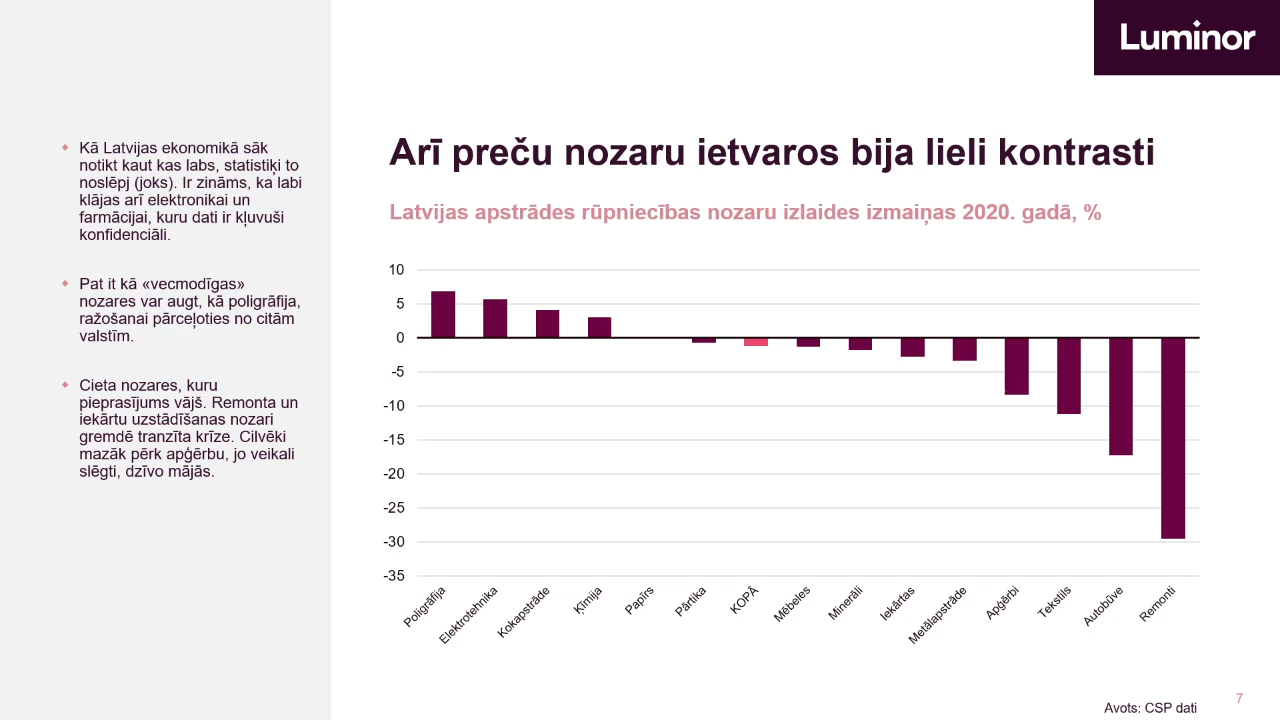 Luminor
Kā Latvijas ekonomikā sāk
notikt kaut kas labs, statistiķi to
noslēpj (joks). Ir zināms, ka labi
klājas arī elektronikai un
farmācijai, kuru dati ir kļuvuši
konfidenciāli.
Pat it kā «vecmodīgas»
nozares var augt, kā poligrāfija,
ražošanai pārceļoties no citām
valstīm.
Cieta nozares, kuru
pieprasījums vājš. Remonta un
iekārtu uzstādīšanas nozari
gremdē tranzīta krīze. Cilvēki
mazāk pērk apģērbu, jo veikali
slēgti, dzīvo mājās.
Arī preču nozaru ietvaros bija lieli kontrasti
Latvijas apstrādes rūpniecības nozaru izlaides izmaiņas 2020. gadā, %
10
5
0
-5
-10
-15
-20
-25
-30
-35
Poligrāfija
Elektrotehnika
Kokapstrāde
Ķīmija
Papīrs
Pārtika
KOPĀ
Mēbeles
Minerāli
Iekārtas
Metālapstrāde
Apģērbi
Tekstils
Autobūve
Remonti
Avots: CSP dati
7